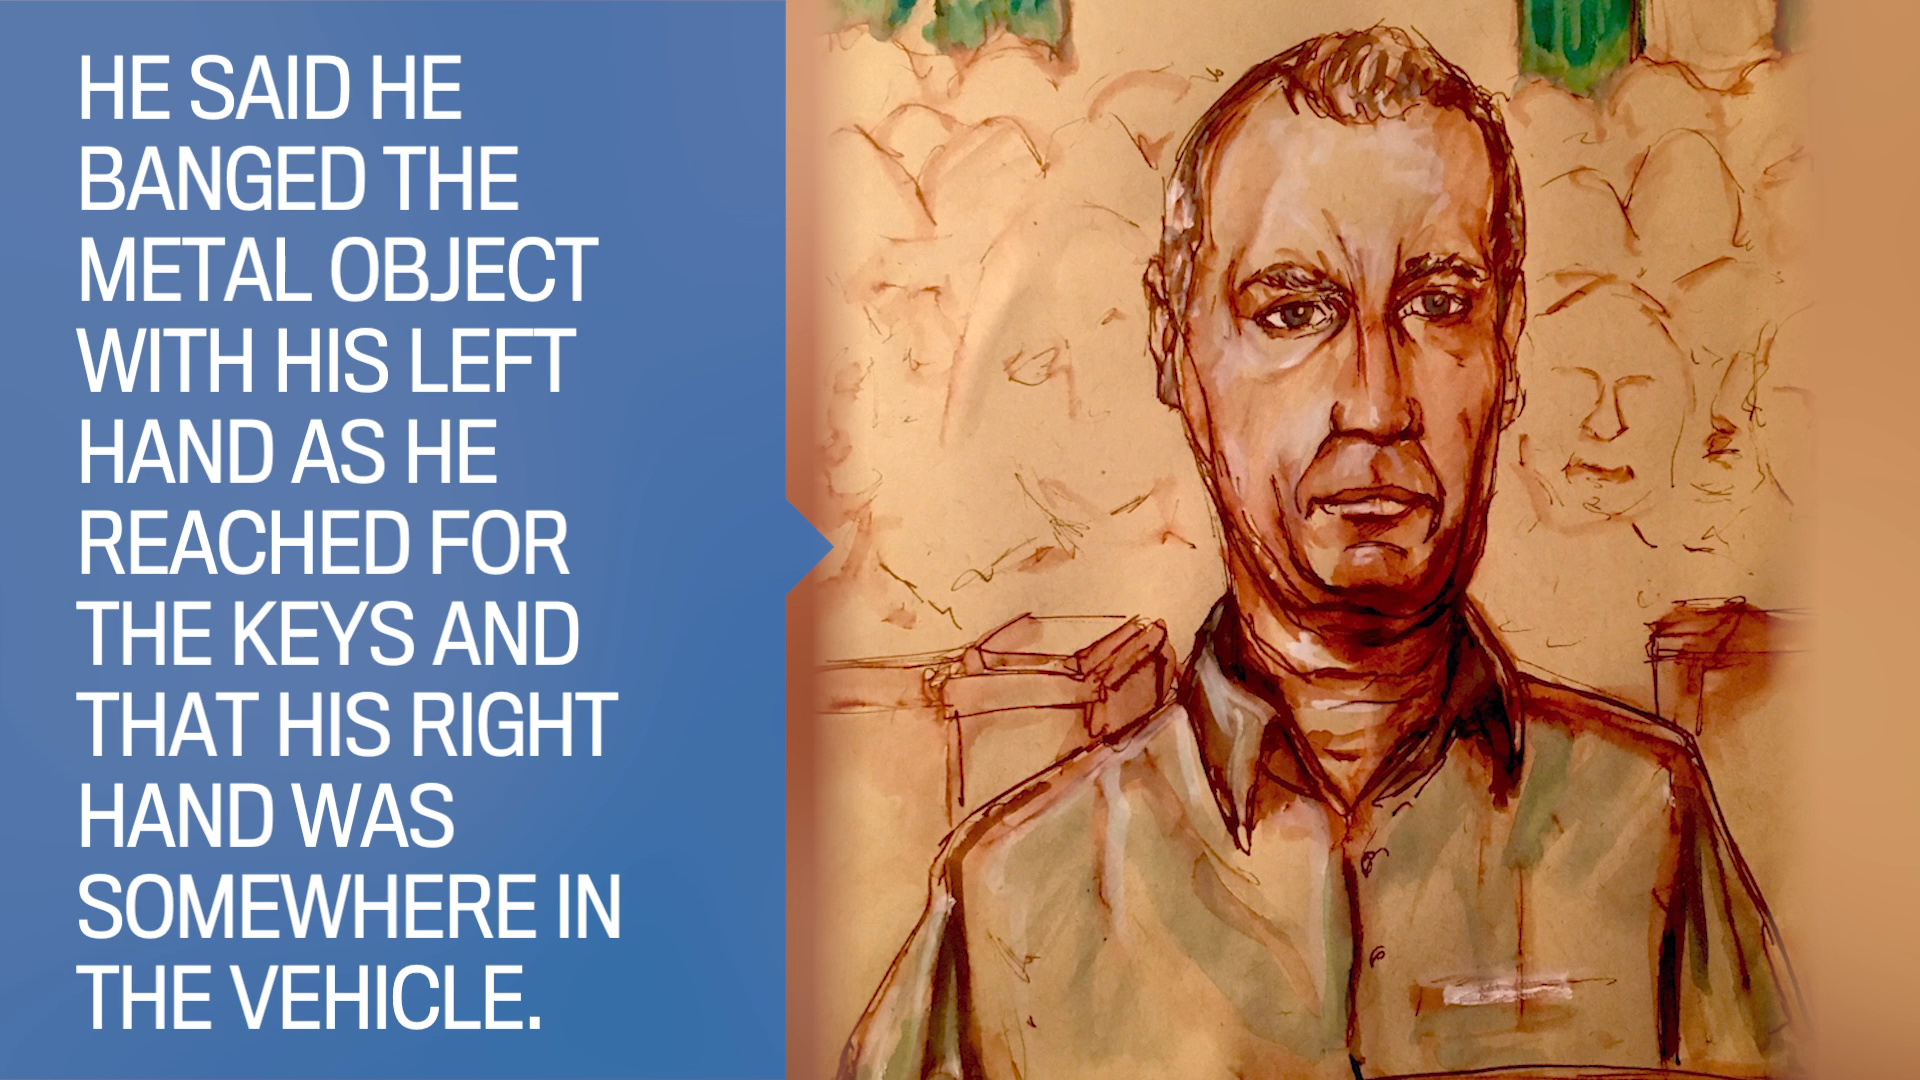 HE SAID HE
BANGED THE
METAL OBJECT
WITH HIS LEFT
HAND AS HE
REACHED FOR
THE KEYS AND
THAT HIS RIGHT
HAND WAS
SOMEWHERE IN
THE VEHICLE.